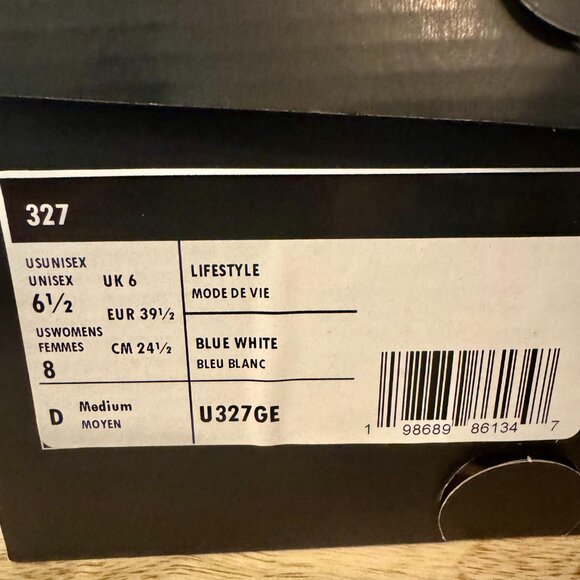 327
USUNISEX
UNISEX
6½
UK 6
EUR 39½
USWOMENS
FEMMES
8
CM 24½
D
Medium
MOYEN
LIFESTYLE
MODE DE VIE
BLUE WHITE
BLEU BLANC
U327GE
1 98689 86134 7